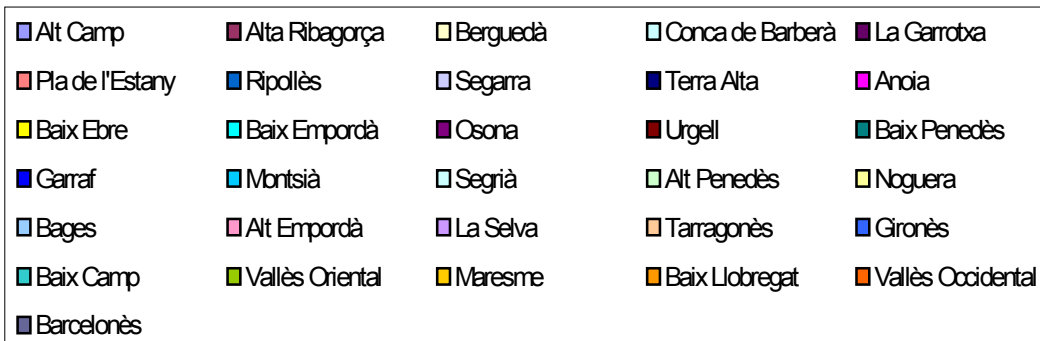 Alt Camp Alta Ribagorça Berguedà Conca de Barberà La Garrotxa
Pla de l'Estany Ripollès Segarra Terra Alta Anoia
Baix Ebre Baix Empordà Osona Urgell Baix Penedès
Garraf Montsià Segrià Alt Penedès Noguera
Bages Alt Empordà La Selva Tarragonès Gironès
Baix Camp Vallès Oriental Maresme Baix Llobregat Vallès Occidental
Barcelonès